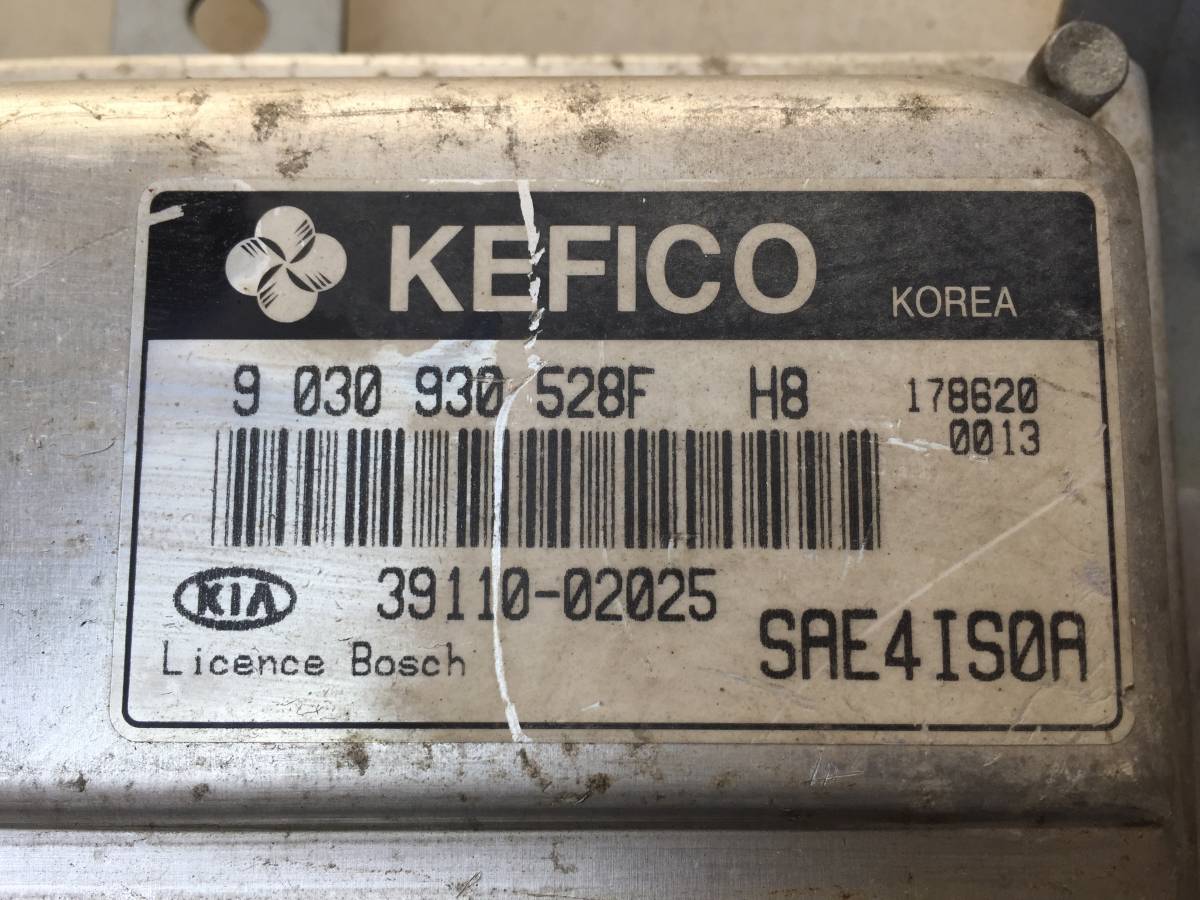 KEFICO KOREA
9 030 930 528F H8 178620
0013
KIA 39110-02025
Licence Bosch SAE4IS0A